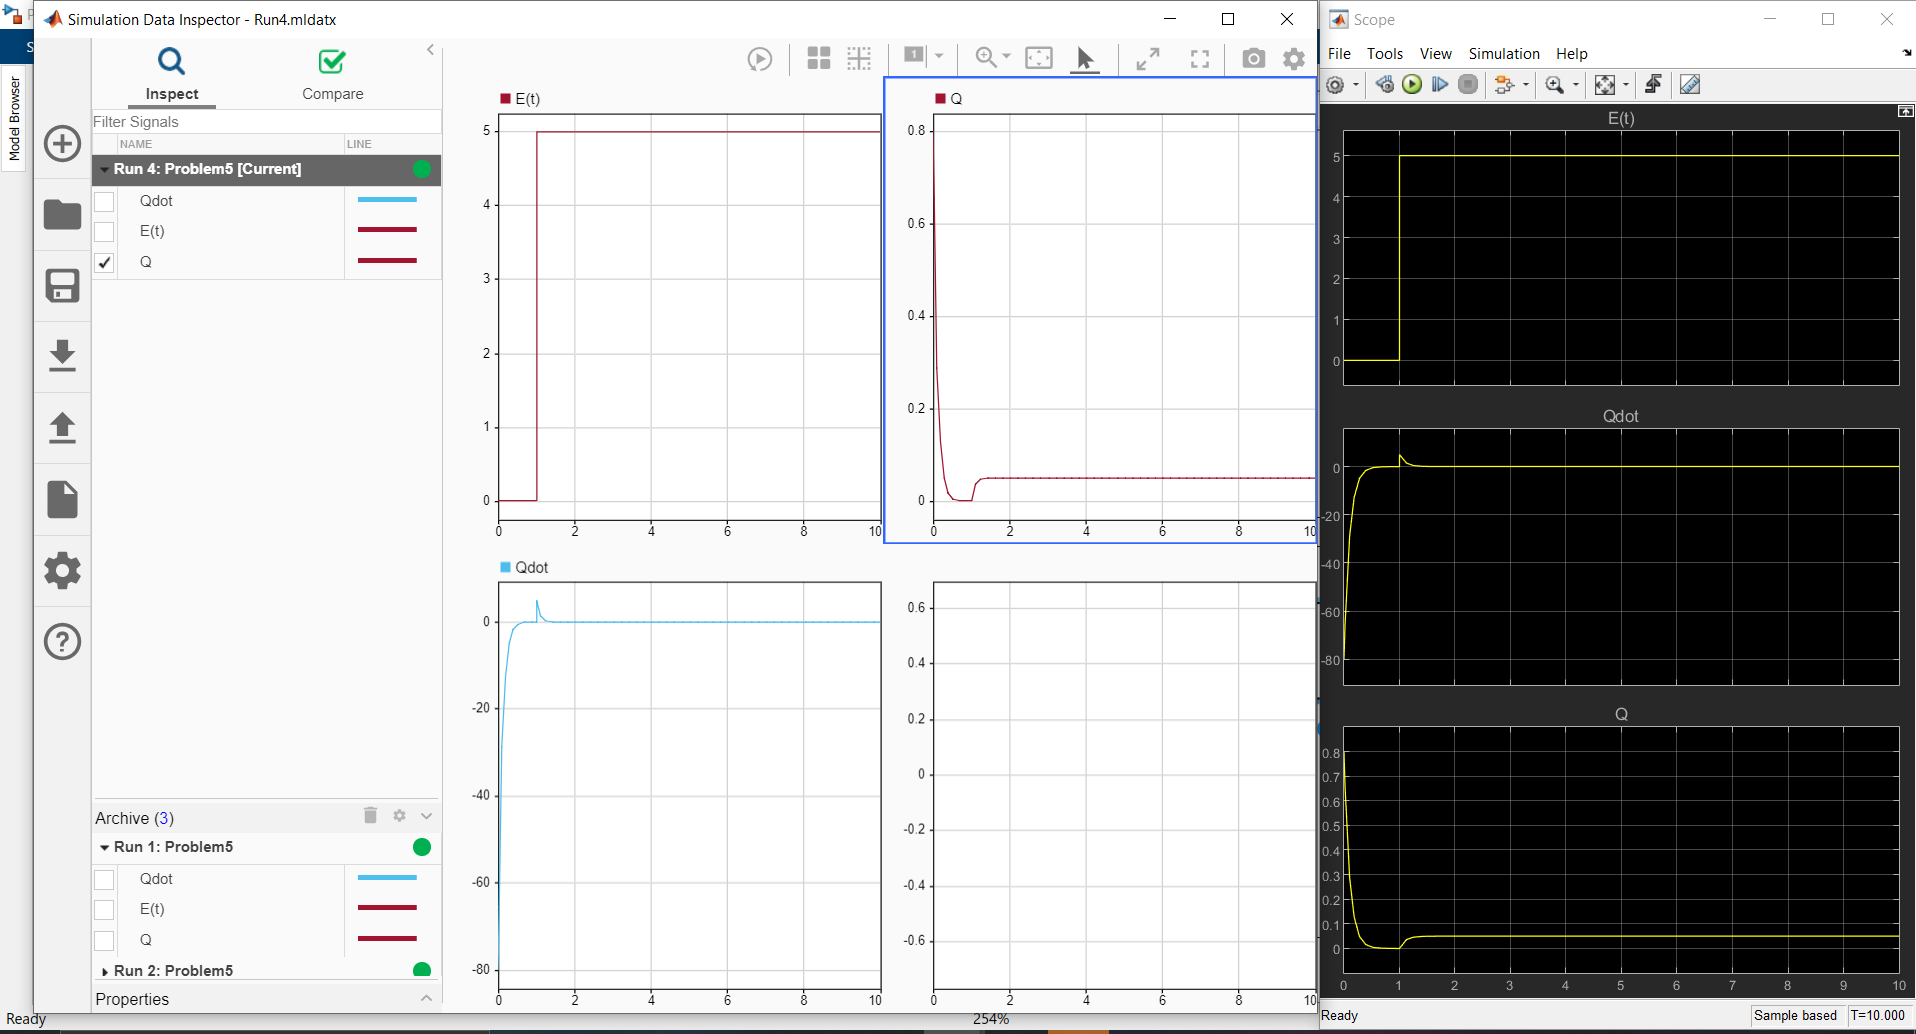 Simulation Data Inspector - Run4.mldatx
Inspect
Compare
Filter Signals
NAME
LINE
Run 4: Problem5 [Current]
Qdot
E(t)
Q
Archive (3)
Run 1: Problem5
Qdot
E(t)
Q
Run 2: Problem5
Properties
Model Browser
Ready
254%
1
E(t)
5
4
3
2
1
0
0 2 4 6 8 10
Q
0.8
0.6
0.4
0.2
0
0 2 4 6 8 10
Qdot
0
-20
-40
-60
-80
0 2 4 6 8 10
0.6
0.4
0.2
0
-0.2
-0.4
-0.6
0 2 4 6 8 10
Scope
File Tools View Simulation Help
E(t)
5
4
3
2
1
0
Qdot
0
-20
-40
-60
-80
Q
0.8
0.7
0.6
0.5
0.4
0.3
0.2
0.1
0
0 1 2 3 4 5 6 7 8 9 10
Ready
Sample based
T=10.000